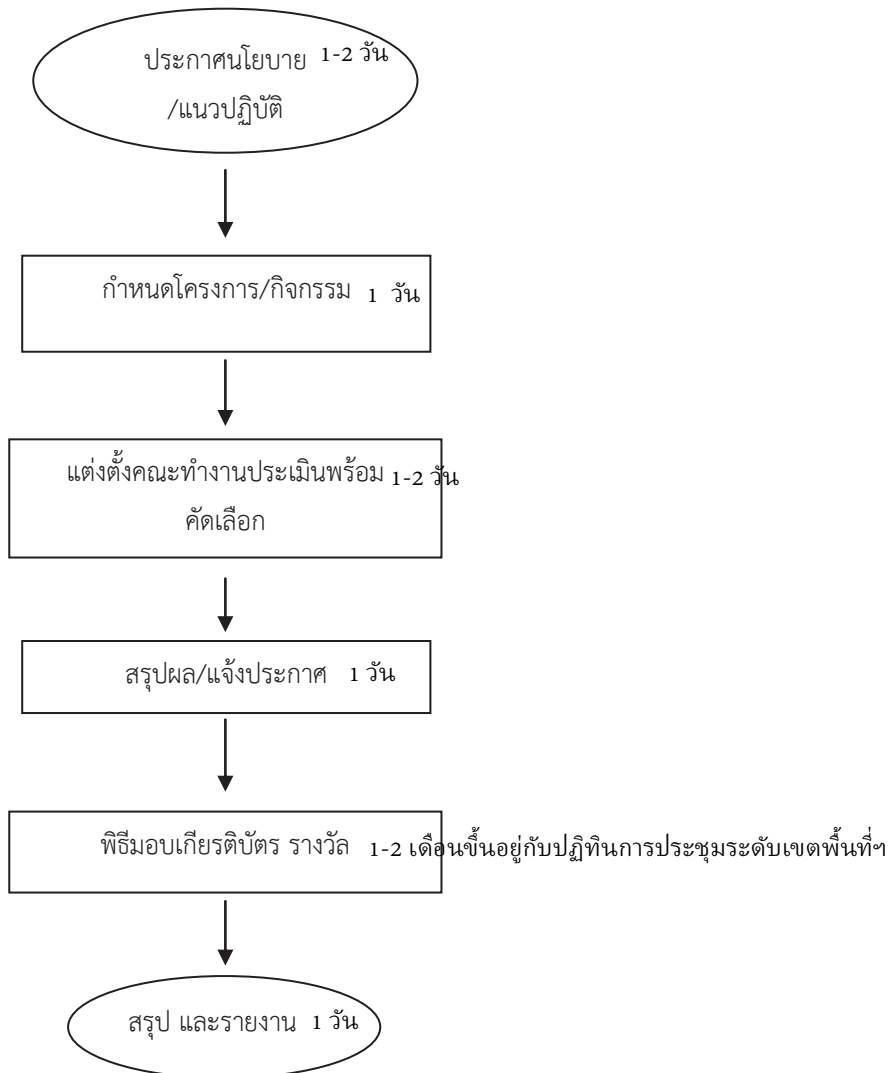 ประกาศนโยบาย 1-2 วัน
/แนวปฏิบัติ
กำหนดโครงการ/กิจกรรม 1 วัน
แต่งตั้งคณะทำงานประเมินพร้อม 1-2 วัน
คัดเลือก
สรุปผล/แจ้งประกาศ 1 วัน
พิธีมอบเกียรติบัตร รางวัล 1-2 เดือนขึ้นอยู่กับปฏิทินการประชุมระดับเขตพื้นที่ฯ
สรุป และรายงาน 1 วัน